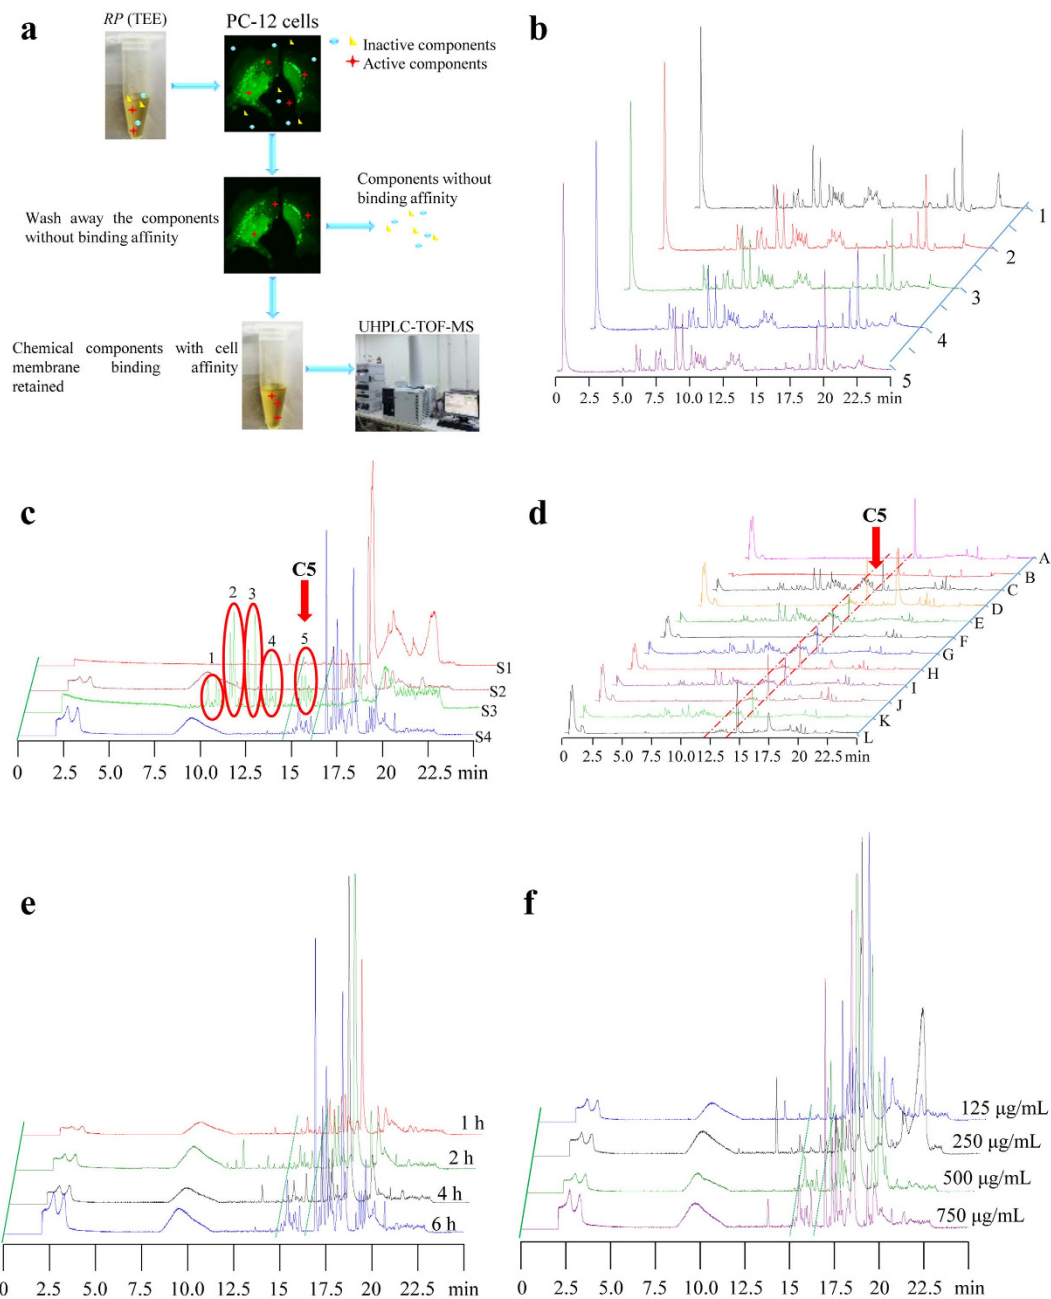 a
RP (TEE)
PC-12 cells
Inactive components
Active components
Wash away the components
without binding affinity
Components without
binding affinity
Chemical components with cell
membrane binding affinity
retained
UHPLC-TOF-MS
b
1
2
3
4
5
0 2.5 5.0 7.5 10.0 12.5 15 17.5 20 22.5 min
c
C5
1
2
3
4
5
S1
S2
S3
S4
0 2.5 5.0 7.5 10.0 12.5 15 17.5 20 22.5 min
d
C5
A
B
C
D
E
F
G
H
I
J
K
L
0 2.5 5.0 7.5 10.0 12.5 15 17.5 20 22.5 min
e
1 h
2 h
4 h
6 h
0 2.5 5.0 7.5 10 12.5 15 17.5 20 22.5 min
f
125 μg/mL
250 μg/mL
500 μg/mL
750 μg/mL
0 2.5 5.0 7.5 10 12.5 15 17.5 20 22.5 min